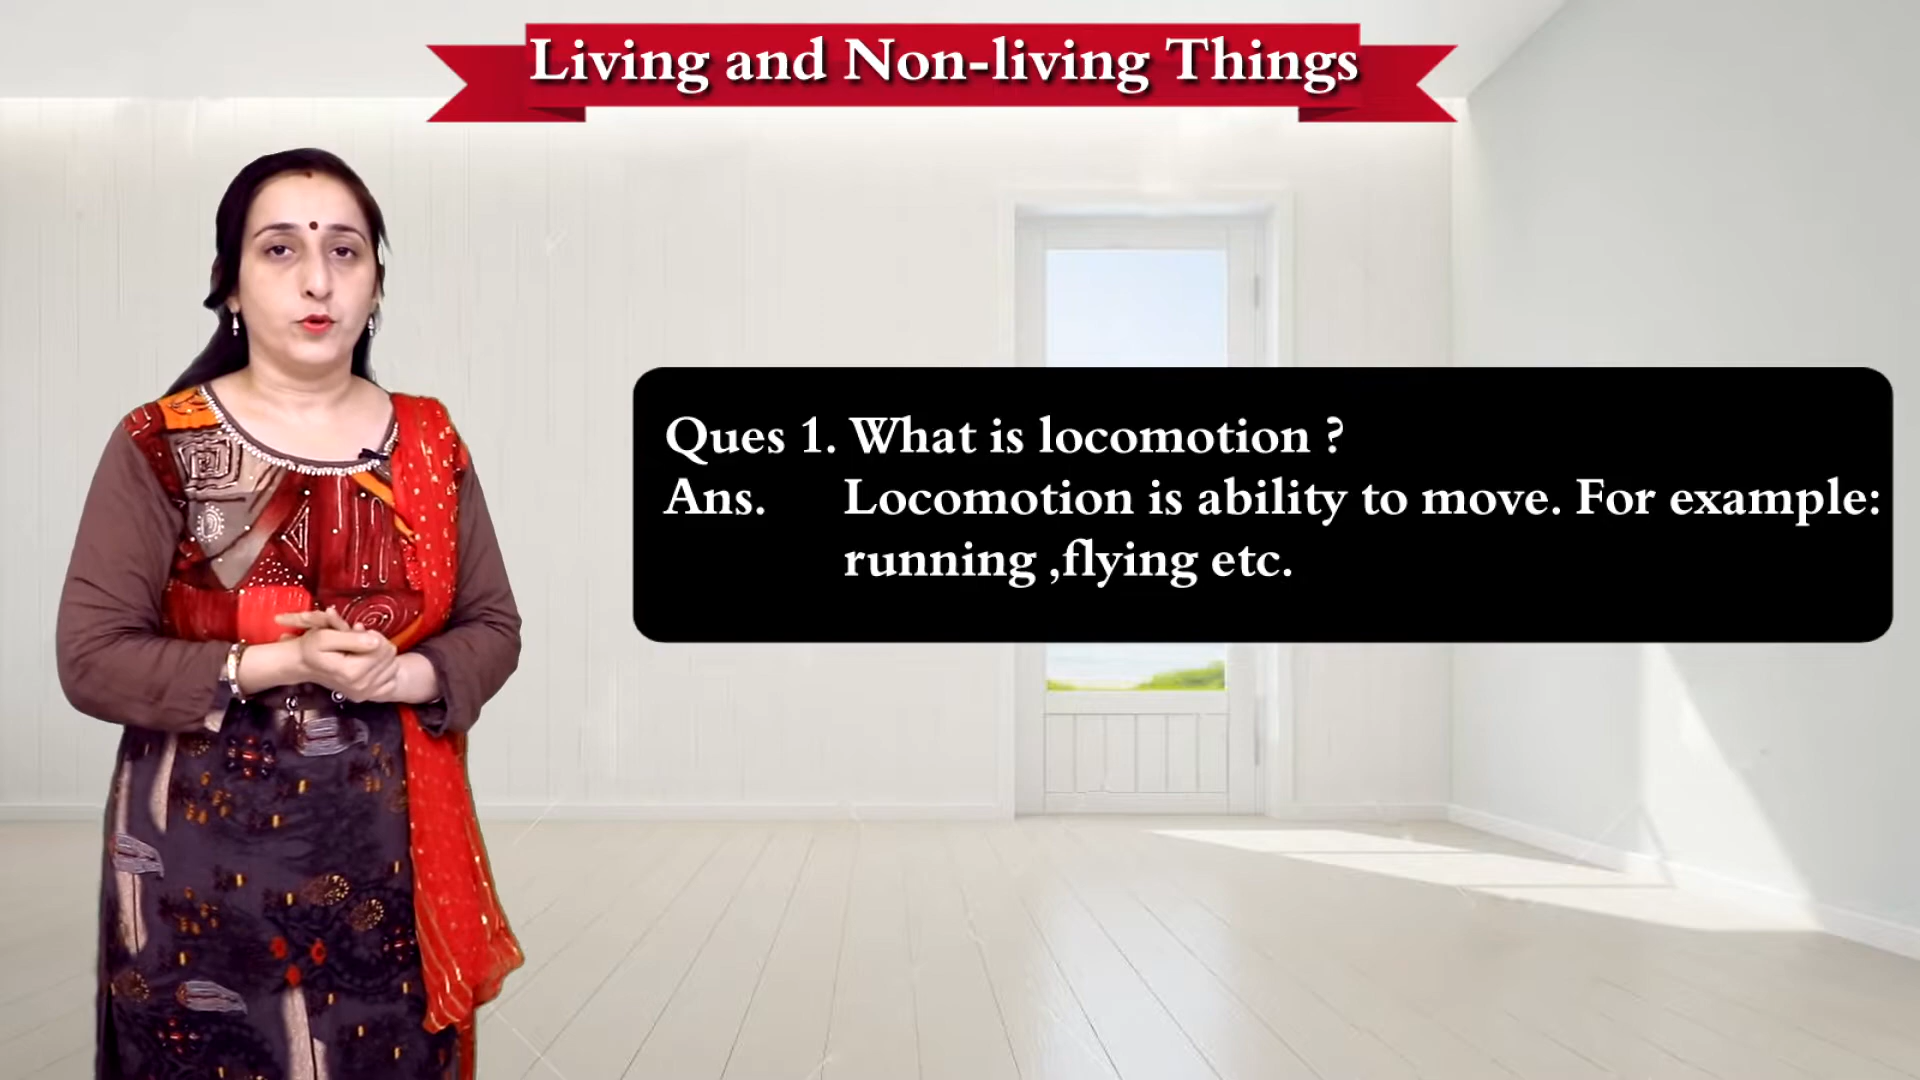 Living and Non-living Things
Ques 1. What is locomotion ?
Ans. Locomotion is ability to move. For example:
running ,flying etc.